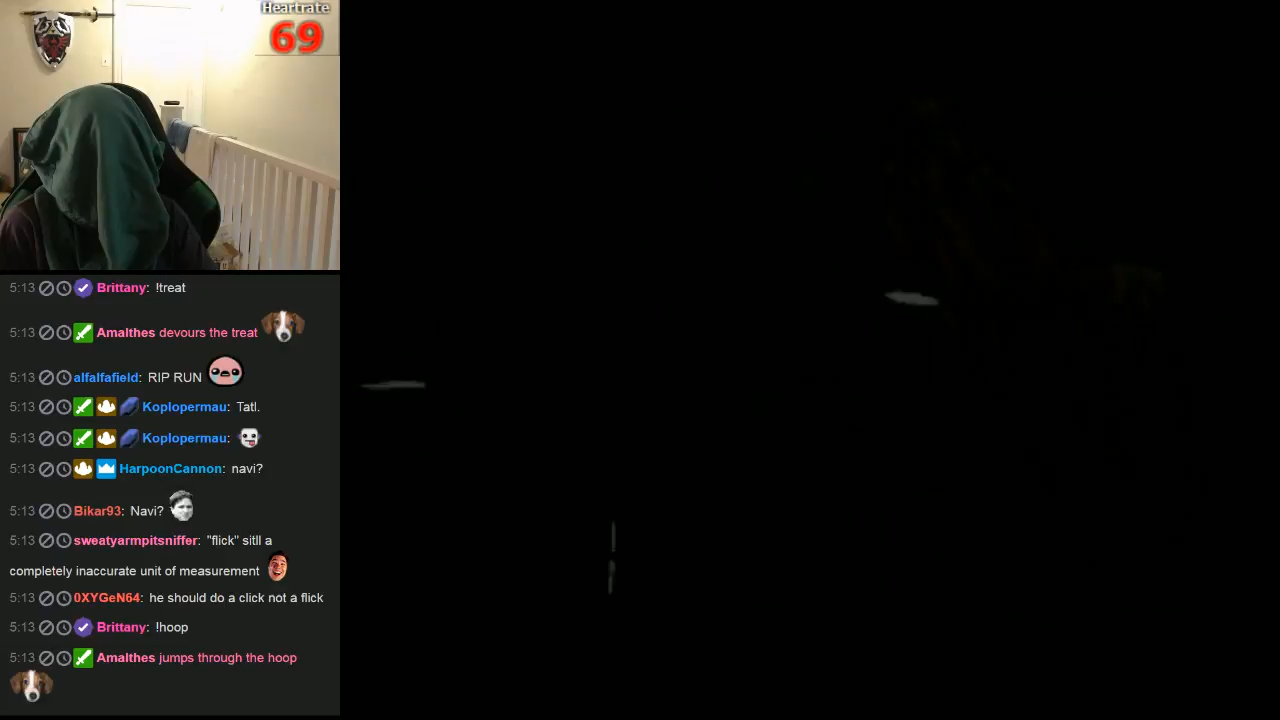 Heartrate
69
5:13 Brittany: !treat
5:13 Amalthes devours the treat
5:13 alfalfafield: RIP RUN
5:13 Koplopermau: Tatl.
5:13 Koplopermau:
5:13 HarpoonCannon: navi?
5:13 Bikar93: Navi?
5:13 sweatyarmpitsniffer: "flick" sitll a
completely inaccurate unit of measurement
5:13 0XYGeN64: he should do a click not a flick
5:13 Brittany: !hoop
5:13 Amalthes jumps through the hoop